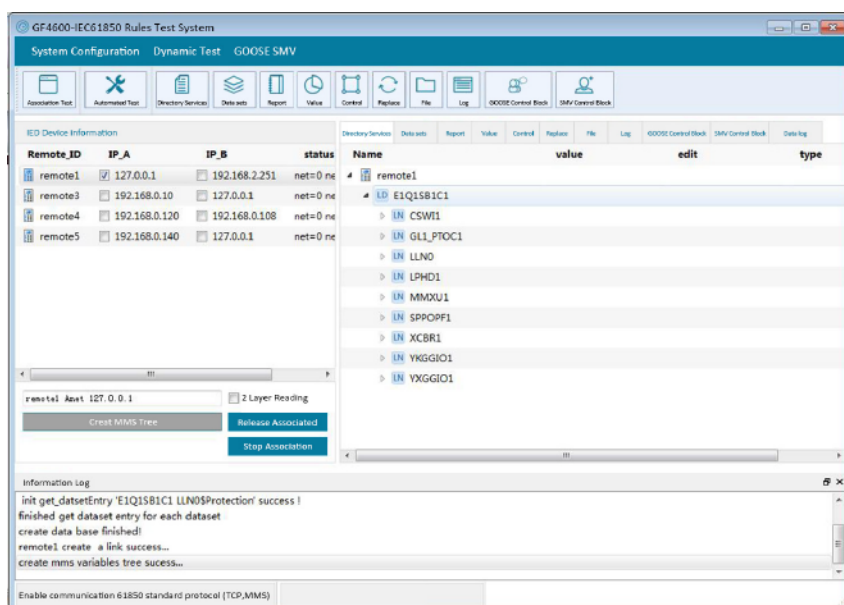 GF4600-IEC61850 Rules Test System
System Configuration Dynamic Test GOOSE SMV
Association Test Automated Test Directory Services Data sets Report Value Control Replace File Log GOOSE Control Block SMV Control Block
IED Device Information
Directory Services Data sets Report Value Control Replace File Log GOOSE Control Block SMV Control Block Data log
Remote_ID IP_A IP_B status
Name value edit type
remote1 127.0.0.1 192.168.2.251 net=0 ne
remote3 192.168.0.10 127.0.0.1 net=0 ne
remote4 192.168.0.120 192.168.0.108 net=0 ne
remote5 192.168.0.140 127.0.0.1 net=0 ne
remote1
LD E1Q1SB1C1
LN CSWI1
LN GL1_PTOC1
LN LLN0
LN LPHD1
LN MMXU1
LN SPPOPF1
LN XCBR1
LN YKGGIO1
LN YXGGIO1
remote1 Anet 127.0.0.1
2 Layer Reading
Creat MMS Tree
Release Associated
Stop Association
Information Log
init get_datsetEntry 'E1Q1SB1C1 LLN0$Protection' success !
finished get dataset entry for each dataset
create data base finished!
remote1 create a link success...
create mms variables tree sucess...
Enable communication 61850 standard protocol (TCP,MMS)